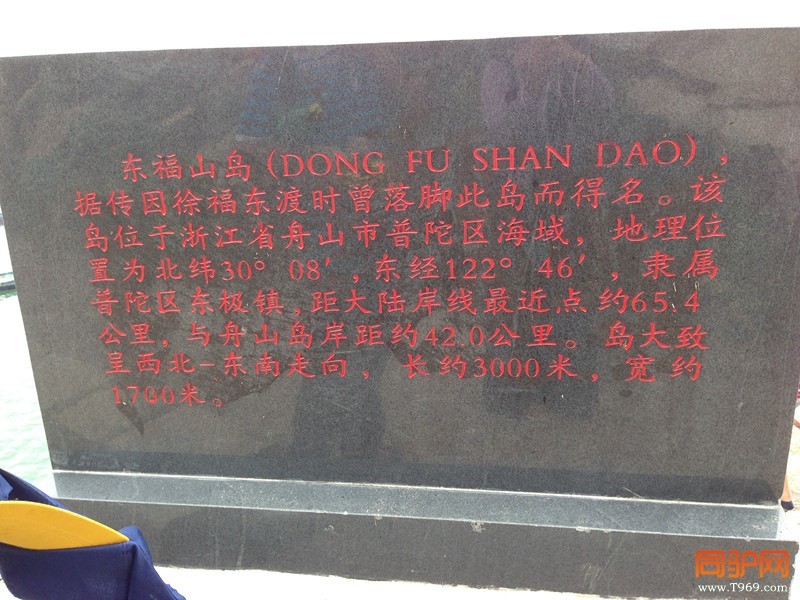 东福山岛(DONG FU SHAN DAO),
据传因徐福东渡时曾落脚此岛而得名。该
岛位于浙江省舟山市普陀区海域，地理位
置为北纬30° 08′,东经122° 46′,隶属
普陀区东极镇,距大陆岸线最近点约65.4
公里,与舟山岛岸距约42.0公里。岛大致
呈西北-东南走向,长约3000米,宽约
1700米。
同驴网
www.T969.com